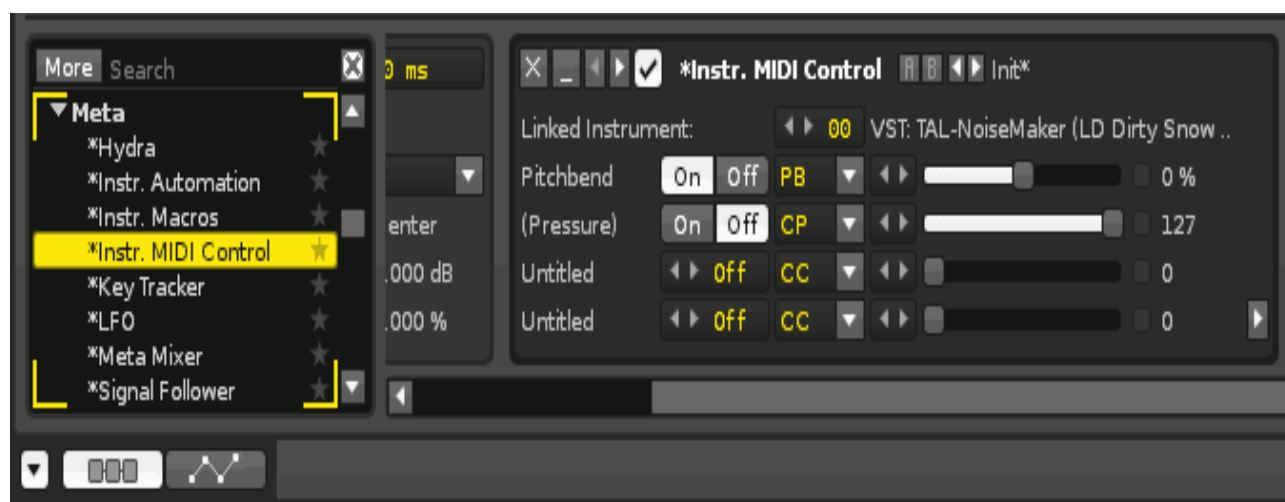 More Search
Meta
*Hydra
*Instr. Automation
*Instr. Macros
*Instr. MIDI Control
*Key Tracker
*LFO
*Meta Mixer
*Signal Follower
0 ms
enter
.000 dB
.000 %
*Instr. MIDI Control A B Init*
Linked Instrument: 00 VST: TAL-NoiseMaker (LD Dirty Snow ..
Pitchbend On Off PB 0 %
(Pressure) On Off CP 127
Untitled Off CC 0
Untitled Off CC 0